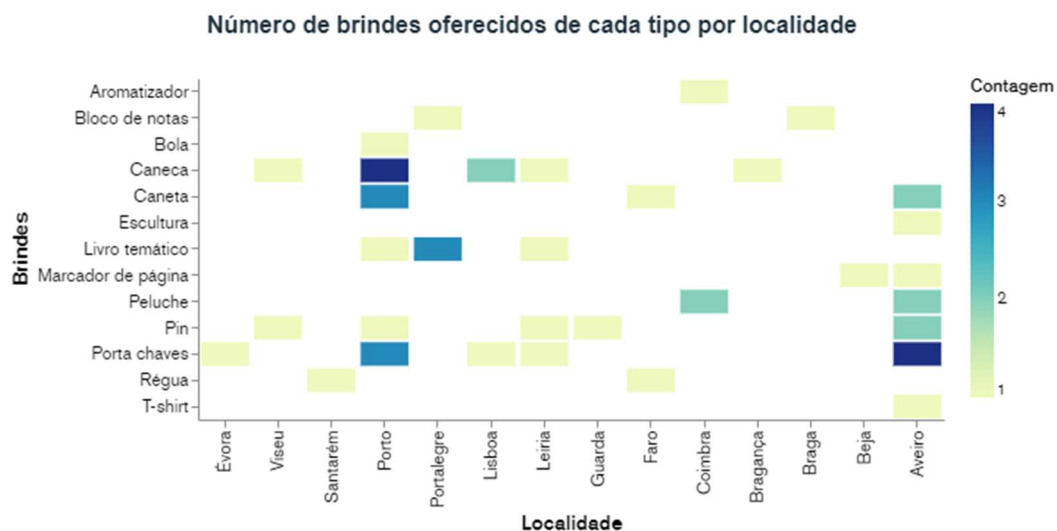 Número de brindes oferecidos de cada tipo por localidade
Contagem
4
3
2
1
Brindes
Aromatizador
Bloco de notas
Bola
Caneca
Caneta
Escultura
Livro temático
Marcador de página
Peluche
Pin
Porta chaves
Régua
T-shirt
Évora
Viseu
Santarém
Porto
Portalegre
Lisboa
Leiria
Guarda
Faro
Coimbra
Bragança
Braga
Beja
Aveiro
Localidade